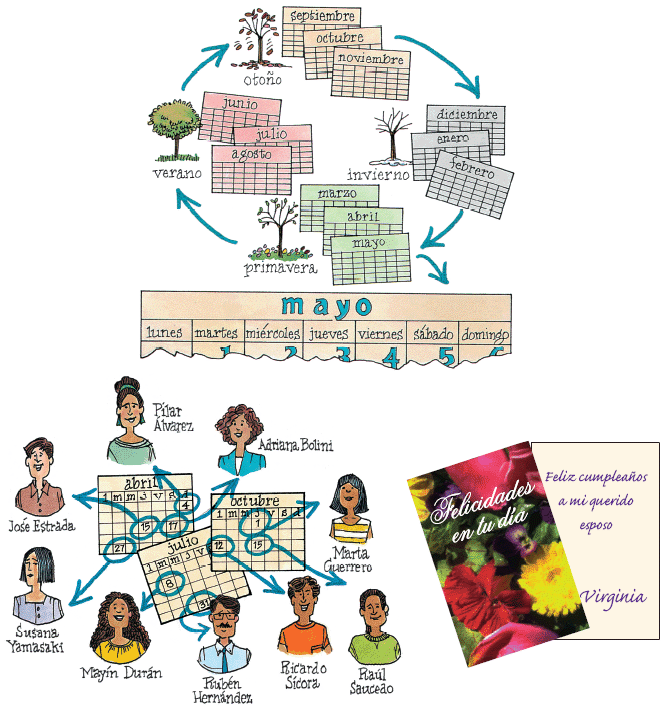 septiembre
octubre
noviembre
otoño
diciembre
enero
febrero
invierno
junio
julio
agosto
verano
marzo
abril
mayo
primavera
mayo
lunes martes miércoles jueves viernes sábado domingo
1 2 3 4 5 6
Pilar
Álvarez
Adriana Bolini
José Estrada
abril
l m m j v s d
4
15 17
27
octubre
l m m j v s d
1
12 15
julio
l m m j v
8
31
Marta
Guerrero
Susana
Yamasaki
Mayín Durán
Rubén
Hernández
Ricardo
Sícora
Raúl
Saucedo
Felicidades
en tu día
Feliz cumpleaños
a mi querido
esposo
Virginia